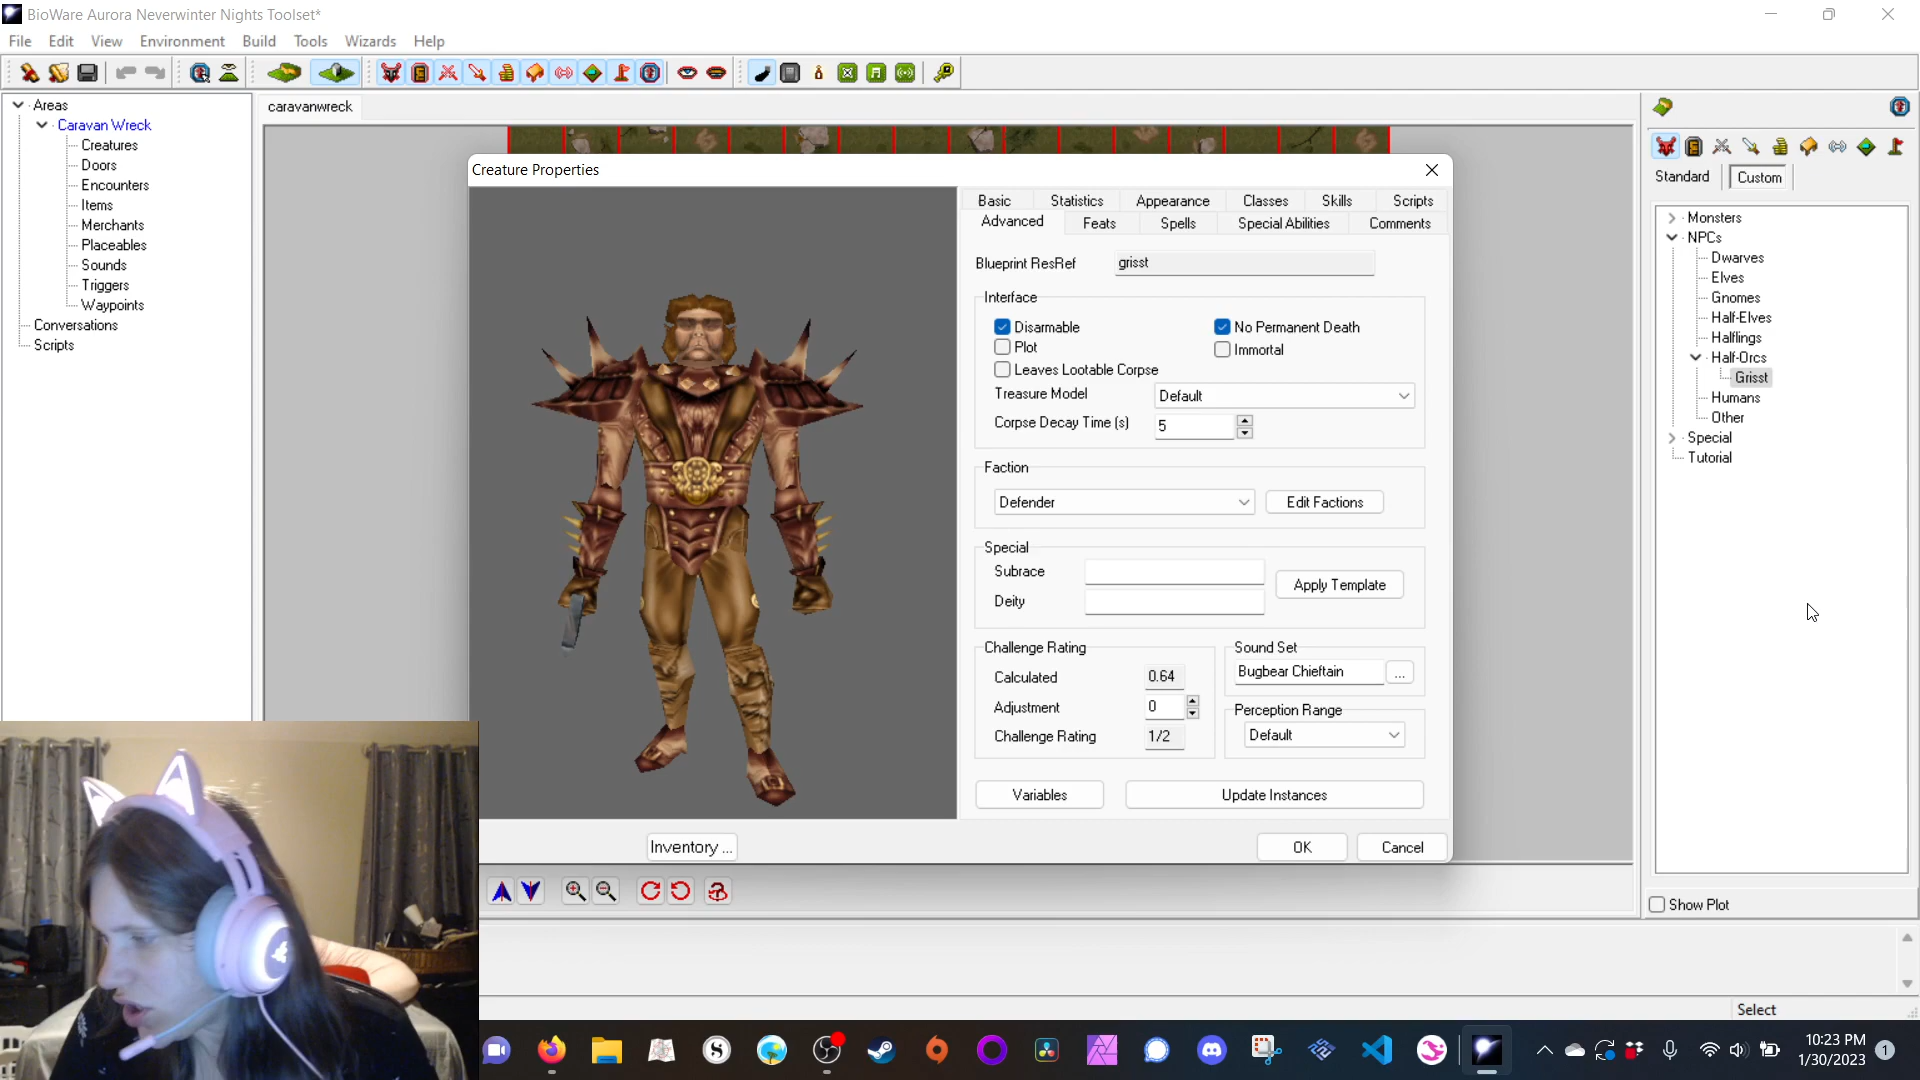 BioWare Aurora Neverwinter Nights Toolset*
File Edit View Environment Build Tools Wizards Help
Areas
Caravan Wreck
Creatures
Doors
Encounters
Items
Merchants
Placeables
Sounds
Triggers
Waypoints
Conversations
Scripts
caravanwreck
Creature Properties
Basic Statistics Appearance Classes Skills Scripts
Advanced Feats Spells Special Abilities Comments
Blueprint ResRef grisst
Interface
Disarmable No Permanent Death
Plot Immortal
Leaves Lootable Corpse
Treasure Model Default
Corpse Decay Time (s) 5
Faction
Defender Edit Factions
Special
Subrace
Apply Template
Deity
Challenge Rating
Calculated 0.64
Adjustment 0
Challenge Rating 1/2
Sound Set
Bugbear Chieftain ...
Perception Range
Default
Variables Update Instances
Inventory ... OK Cancel
Standard Custom
Monsters
NPCs
Dwarves
Elves
Gnomes
Half-Elves
Halflings
Half-Orcs
Grisst
Humans
Other
Special
Tutorial
Show Plot
Select
10:23 PM
1/30/2023
1